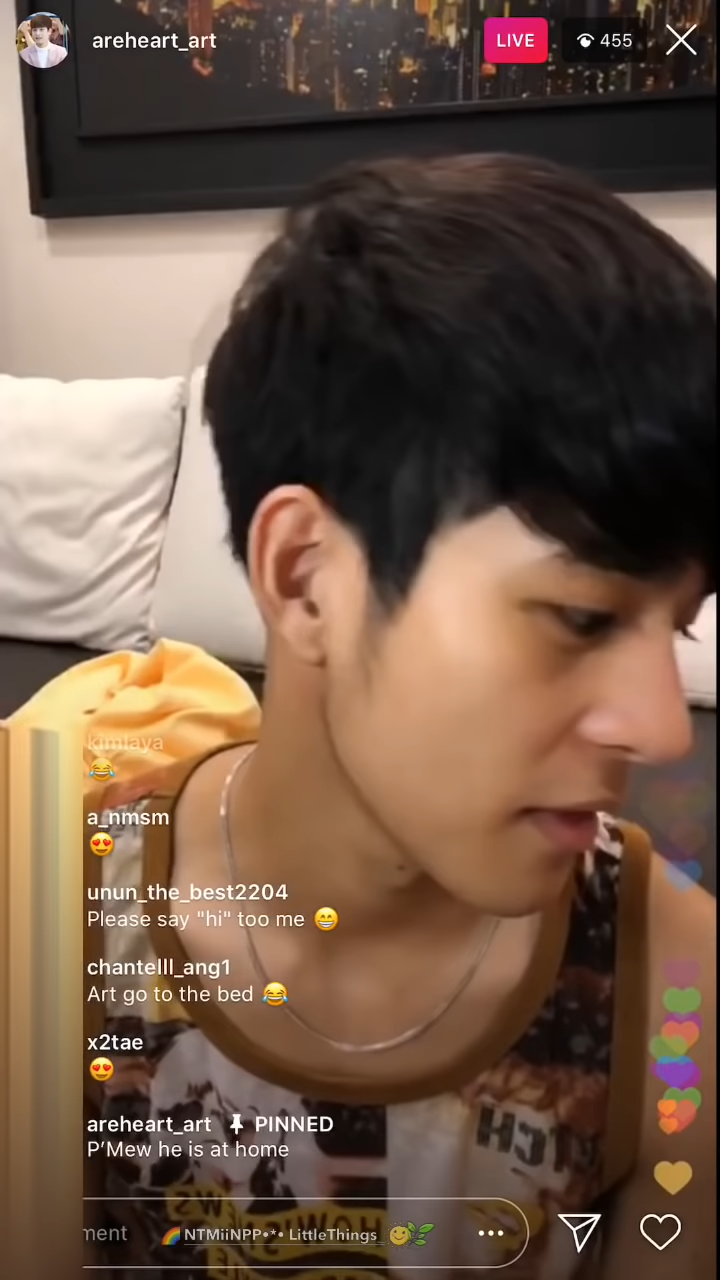 areheart_art
LIVE
455
kimlaya
😂
a_nmsm
😍
unun_the_best2204
Please say "hi" too me 😁
chantelll_ang1
Art go to the bed 😂
x2tae
😍
areheart_art 📌 PINNED
P'Mew he is at home
ment
🌈NTMiiNPP•*• LittleThings_😊🌿